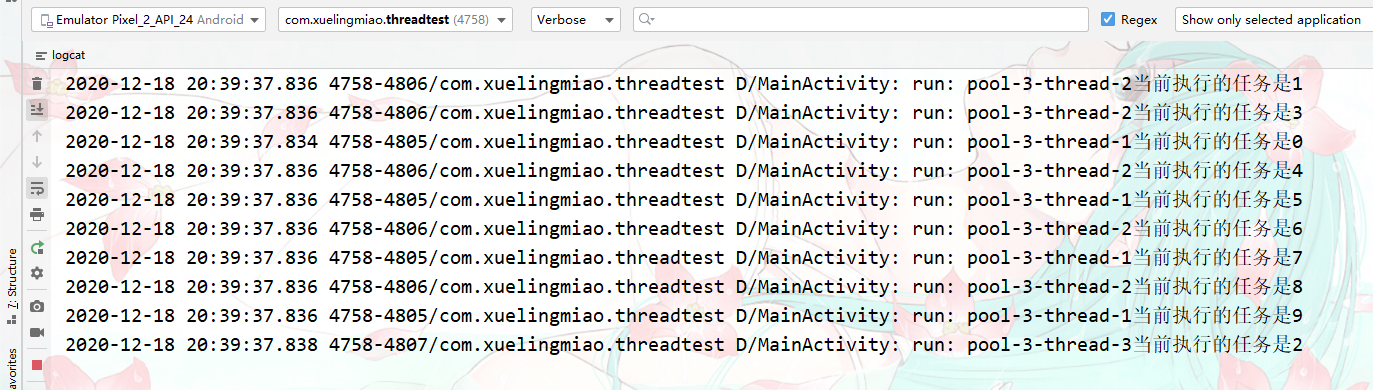 Emulator Pixel_2_API_24 Android
com.xuelingmiao.threadtest (4758)
Verbose
Regex
Show only selected application
logcat
2020-12-18 20:39:37.836 4758-4806/com.xuelingmiao.threadtest D/MainActivity: run: pool-3-thread-2当前执行的任务是1
2020-12-18 20:39:37.836 4758-4806/com.xuelingmiao.threadtest D/MainActivity: run: pool-3-thread-2当前执行的任务是3
2020-12-18 20:39:37.834 4758-4805/com.xuelingmiao.threadtest D/MainActivity: run: pool-3-thread-1当前执行的任务是0
2020-12-18 20:39:37.836 4758-4806/com.xuelingmiao.threadtest D/MainActivity: run: pool-3-thread-2当前执行的任务是4
2020-12-18 20:39:37.836 4758-4805/com.xuelingmiao.threadtest D/MainActivity: run: pool-3-thread-1当前执行的任务是5
2020-12-18 20:39:37.836 4758-4806/com.xuelingmiao.threadtest D/MainActivity: run: pool-3-thread-2当前执行的任务是6
2020-12-18 20:39:37.836 4758-4805/com.xuelingmiao.threadtest D/MainActivity: run: pool-3-thread-1当前执行的任务是7
2020-12-18 20:39:37.836 4758-4806/com.xuelingmiao.threadtest D/MainActivity: run: pool-3-thread-2当前执行的任务是8
2020-12-18 20:39:37.836 4758-4805/com.xuelingmiao.threadtest D/MainActivity: run: pool-3-thread-1当前执行的任务是9
2020-12-18 20:39:37.838 4758-4807/com.xuelingmiao.threadtest D/MainActivity: run: pool-3-thread-3当前执行的任务是2
7: Structure
avorites